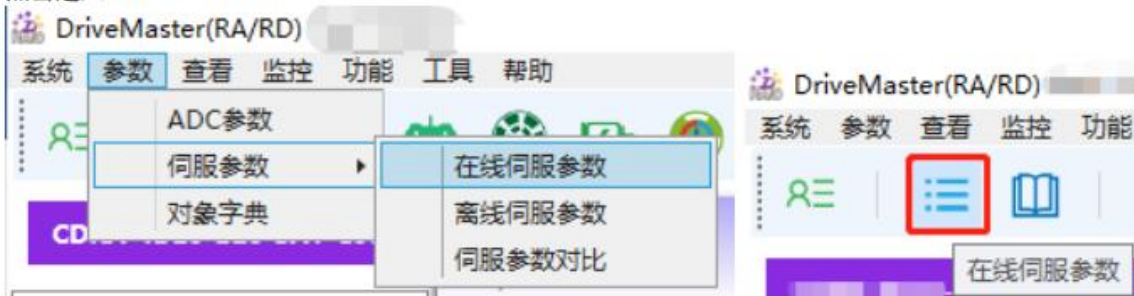 DriveMaster(RA/RD)
系统 参数 查看 监控 功能 工具 帮助
ADC参数
伺服参数
在线伺服参数
对象字典
离线伺服参数
伺服参数对比
DriveMaster(RA/RD)
系统 参数 查看 监控 功能
在线伺服参数